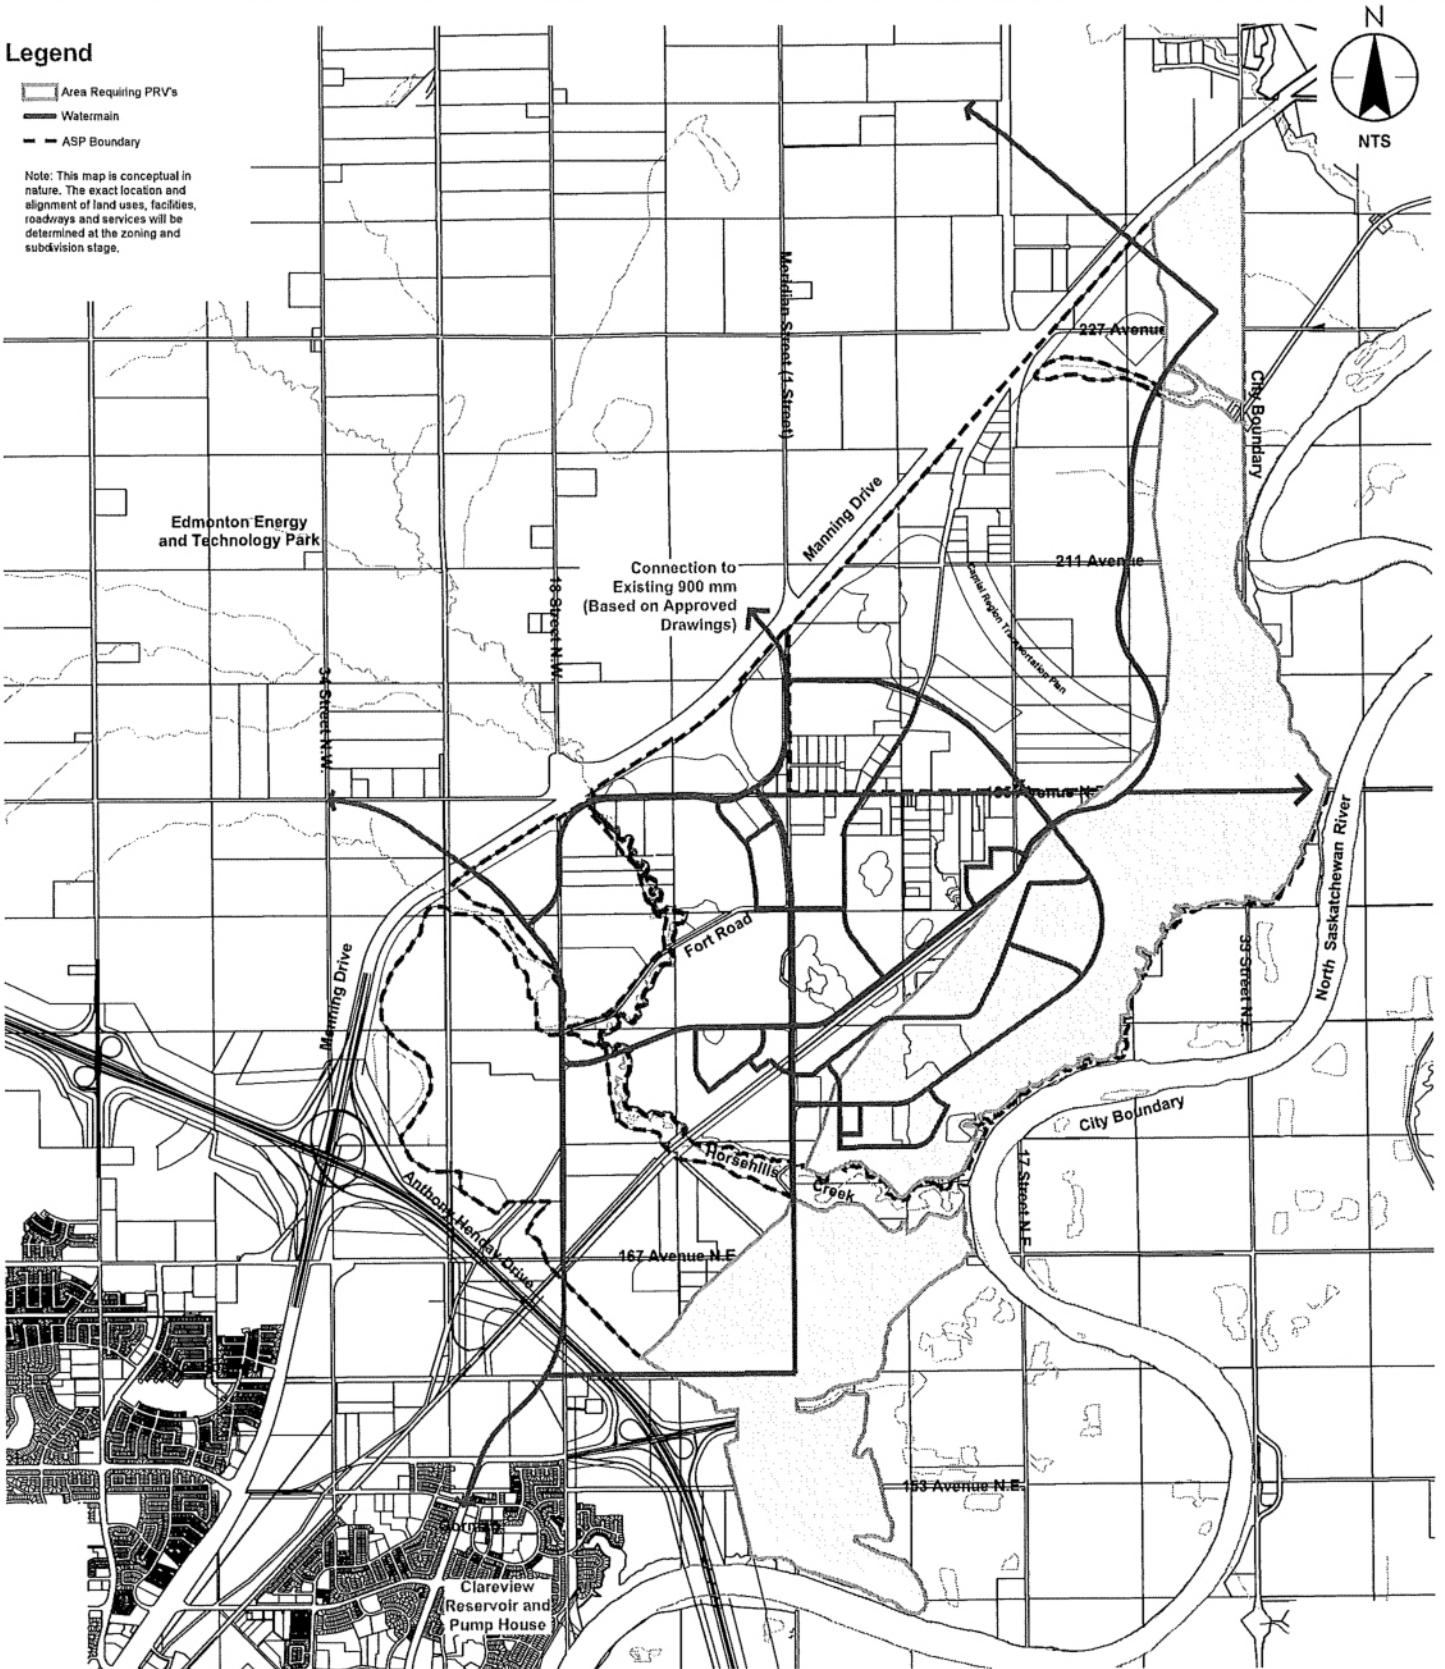 N
Legend
Area Requiring PRV's
Watermain
ASP Boundary
NTS
Note: This map is conceptual in
nature. The exact location and
alignment of land uses, facilities,
roadways and services will be
determined at the zoning and
subdivision stage.
Meridian Street (1 Street)
227 Avenue
City Boundary
Manning Drive
Edmonton Energy
and Technology Park
Connection to
Existing 900 mm
(Based on Approved
Drawings)
211 Avenue
Capital Region Transportation Plan
18 Street N.W.
34 Street N.W.
Avenue N.E
North Saskatchewan River
Fort Road
Manning Drive
33 Street N.E
City Boundary
Horsehills
Creek
17 Street N.E.
Anthony Henday Drive
167 Avenue N.E
153 Avenue N.E.
Clareview
Reservoir and
Pump House